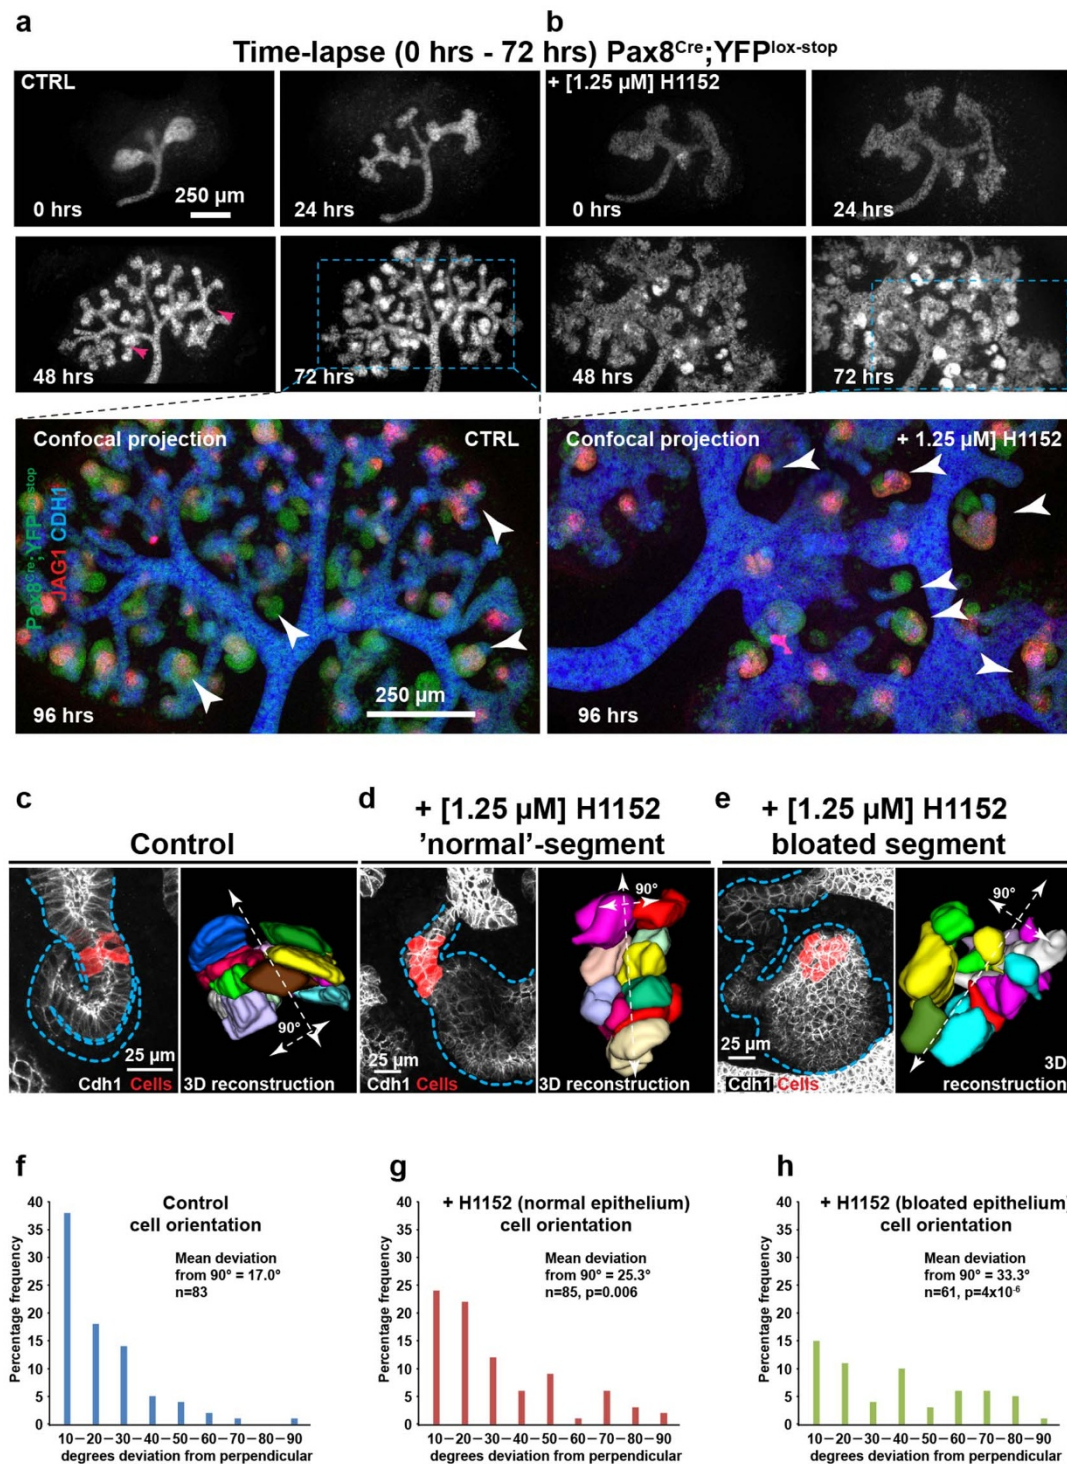 a
b
Time-lapse (0 hrs - 72 hrs) Pax8Cre;YFPlox-stop
CTRL
0 hrs
250 µm
24 hrs
+ [1.25 µM] H1152
0 hrs
24 hrs
48 hrs
72 hrs
48 hrs
72 hrs
Confocal projection
CTRL
Pax8Cre;YFPlox-stop
JAG1 CDH1
96 hrs
250 µm
Confocal projection
+ 1.25 µM] H1152
96 hrs
c
Control
d
+ [1.25 µM] H1152
'normal'-segment
e
+ [1.25 µM] H1152
bloated segment
25 µm
Cdh1 Cells
90°
3D reconstruction
25 µm
Cdh1 Cells
90°
3D reconstruction
25 µm
Cdh1 Cells
90°
3D
reconstruction
f
Control
cell orientation
Mean deviation
from 90° = 17.0°
n=83
Percentage frequency
40
35
30
25
20
15
10
5
0
10–20–30–40–50–60–70–80–90
degrees deviation from perpendicular
g
+ H1152 (normal epithelium)
cell orientation
Mean deviation
from 90° = 25.3°
n=85, p=0.006
Percentage frequency
40
35
30
25
20
15
10
5
0
10–20–30–40–50–60–70–80–90
degrees deviation from perpendicular
h
+ H1152 (bloated epithelium)
cell orientation
Mean deviation
from 90° = 33.3°
n=61, p=4x10-6
Percentage frequency
40
35
30
25
20
15
10
5
0
10–20–30–40–50–60–70–80–90
degrees deviation from perpendicular